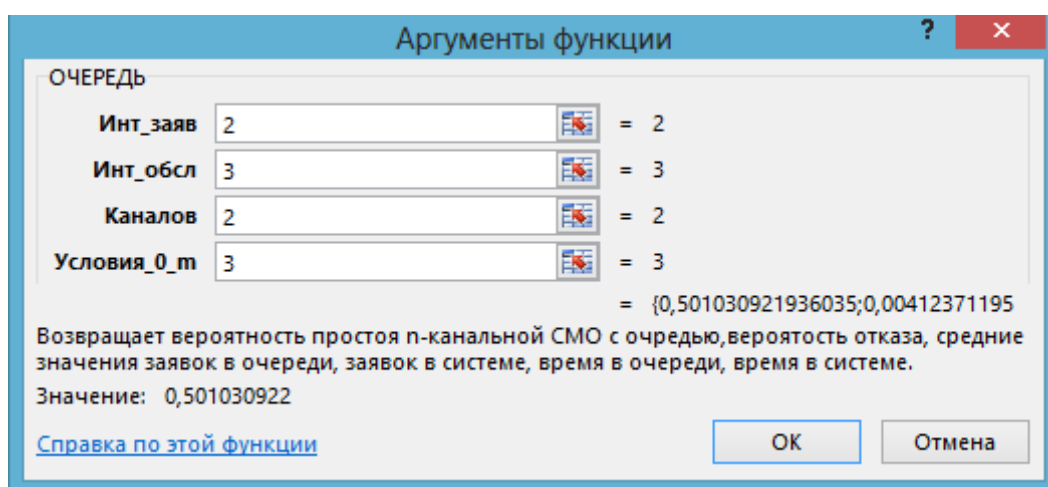 Аргументы функции ? ×
ОЧЕРЕДЬ
Инт_заяв 2 = 2
Инт_обсл 3 = 3
Каналов 2 = 2
Условия_0_m 3 = 3
= {0,501030921936035;0,00412371195
Возвращает вероятность простоя n-канальной СМО с очредью,вероятость отказа, средние
значения заявок в очереди, заявок в системе, время в очереди, время в системе.
Значение: 0,501030922
Справка по этой функции ОК Отмена